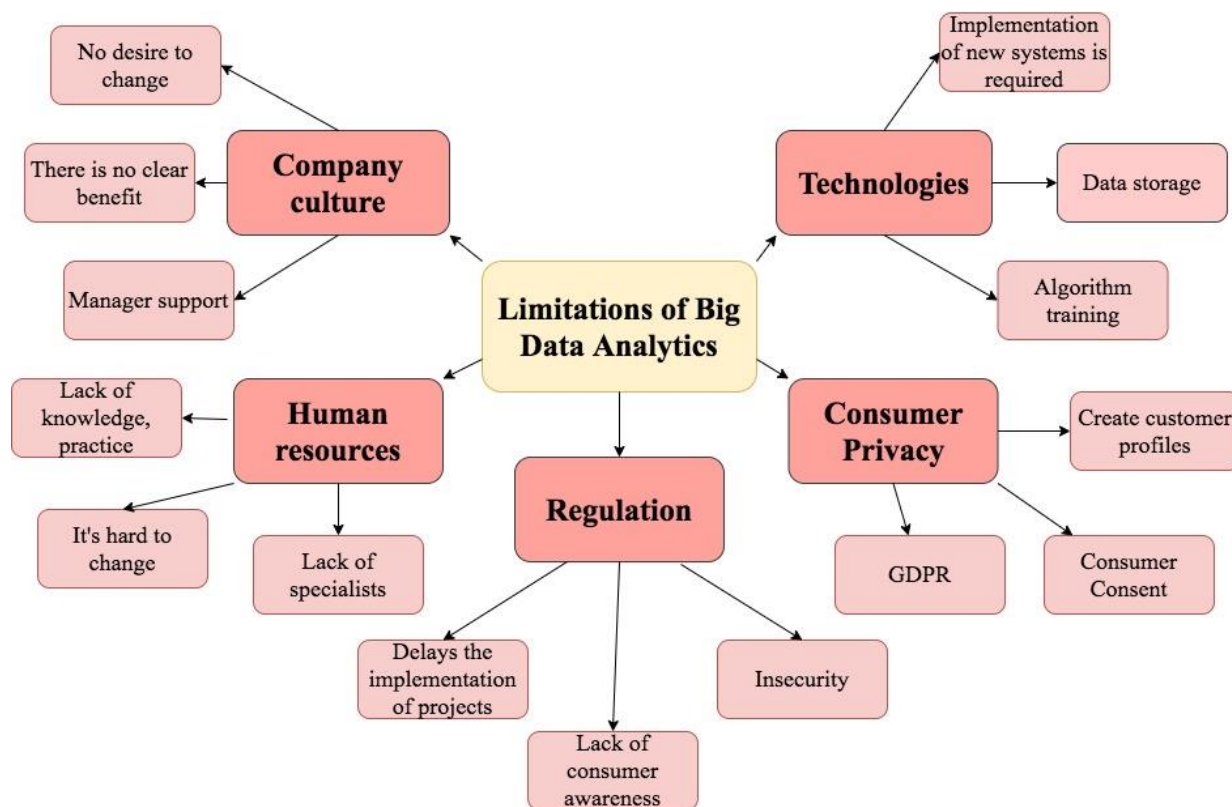 No desire to
change
There is no clear
benefit
Manager support
Company
culture
Implementation
of new systems is
required
Technologies
Data storage
Algorithm
training
Limitations of Big
Data Analytics
Lack of
knowledge,
practice
Human
resources
It's hard to
change
Lack of
specialists
Regulation
Delays the
implementation
of projects
Lack of
consumer
awareness
Insecurity
Consumer
Privacy
Create customer
profiles
GDPR
Consumer
Consent